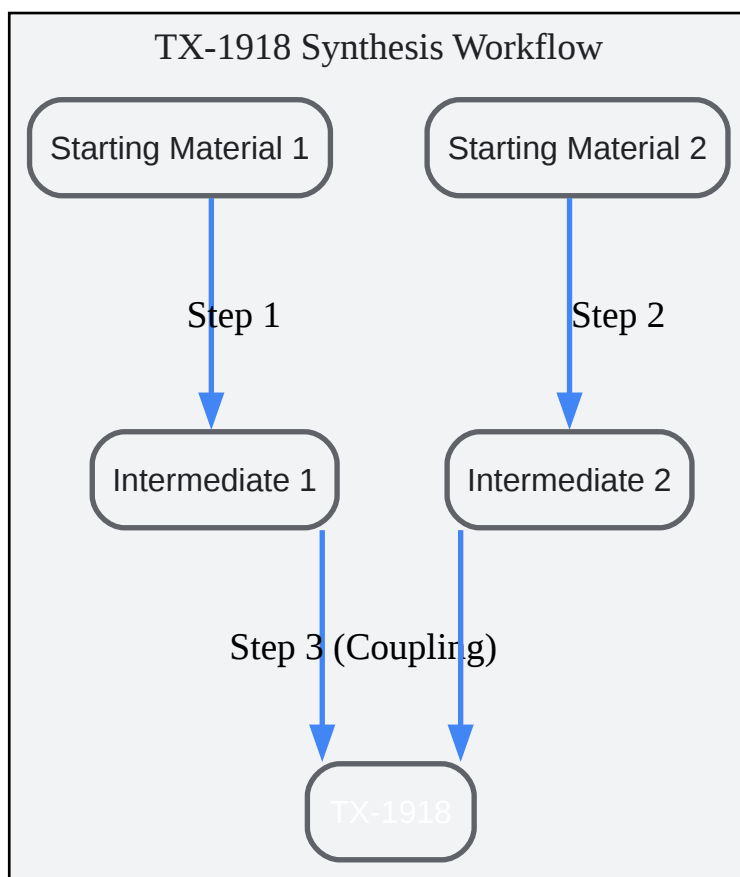 TX-1918 Synthesis Workflow
Starting Material 1
Starting Material 2
Step 1
Step 2
Intermediate 1
Intermediate 2
Step 3 (Coupling)
TX-1918